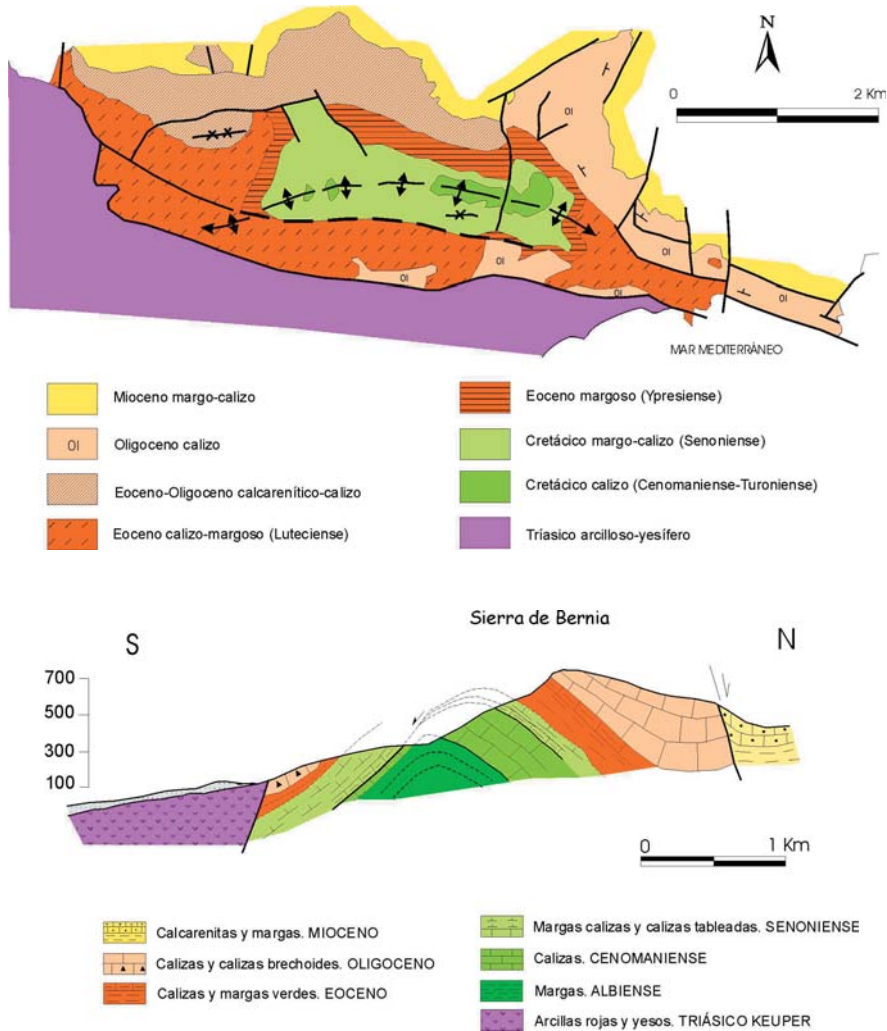 N
0
2 Km
Ol
Ol
Ol
Ol
Ol
Ol
MAR MEDITERRÁNEO
Mioceno margo-calizo
Ol
Oligoceno calizo
Eoceno-Oligoceno calcarenítico-calizo
Eoceno calizo-margoso (Luteciense)
Eoceno margoso (Ypresiense)
Cretácico margo-calizo (Senoniense)
Cretácico calizo (Cenomaniense-Turoniense)
Tríasico arcilloso-yesífero
Sierra de Bernia
S
N
700
500
300
100
0
1 Km
Calcarenitas y margas. MIOCENO
Calizas y calizas brechoides. OLIGOCENO
Calizas y margas verdes. EOCENO
Margas calizas y calizas tableadas. SENONIENSE
Calizas. CENOMANIENSE
Margas. ALBIENSE
Arcillas rojas y yesos. TRIÁSICO KEUPER